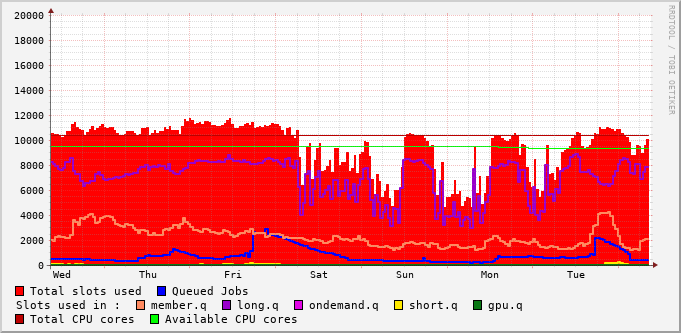 20000
18000
16000
14000
12000
10000
8000
6000
4000
2000
0
Wed Thu Fri Sat Sun Mon Tue
RRDTOOL / TOBI OETIKER
Total slots used Queued Jobs
Slots used in : member.q long.q ondemand.q short.q gpu.q
Total CPU cores Available CPU cores